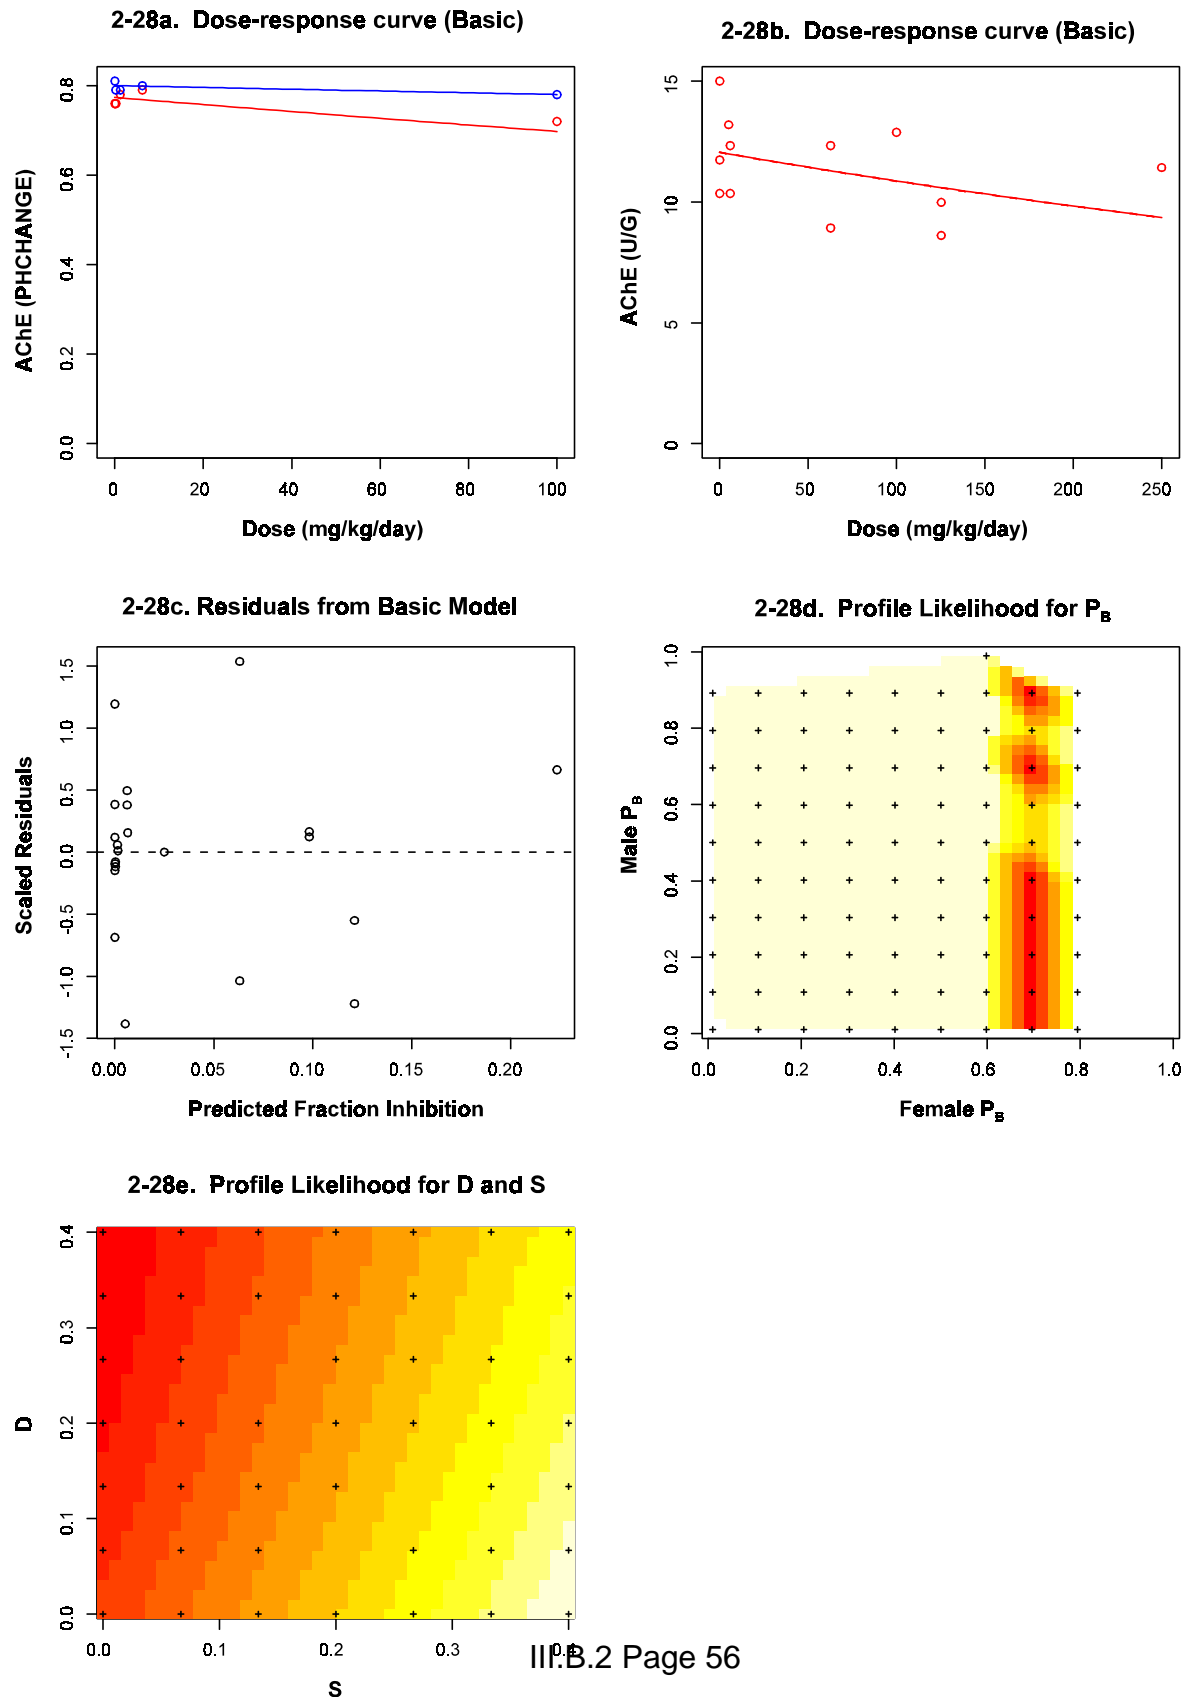 2-28a. Dose-response curve (Basic)
AChE (PHCHANGE)
0.0 0.2 0.4 0.6 0.8
0 20 40 60 80 100
Dose (mg/kg/day)
2-28b. Dose-response curve (Basic)
AChE (U/G)
0 5 10 15
0 50 100 150 200 250
Dose (mg/kg/day)
2-28c. Residuals from Basic Model
Scaled Residuals
-1.5 -1.0 -0.5 0.0 0.5 1.0 1.5
0.00 0.05 0.10 0.15 0.20
Predicted Fraction Inhibition
2-28d. Profile Likelihood for P_B
Male P_B
0.0 0.2 0.4 0.6 0.8 1.0
0.0 0.2 0.4 0.6 0.8 1.0
Female P_B
2-28e. Profile Likelihood for D and S
D
0.0 0.1 0.2 0.3 0.4
0.0 0.1 0.2 0.3 0.4
S
III.B.2 Page 56